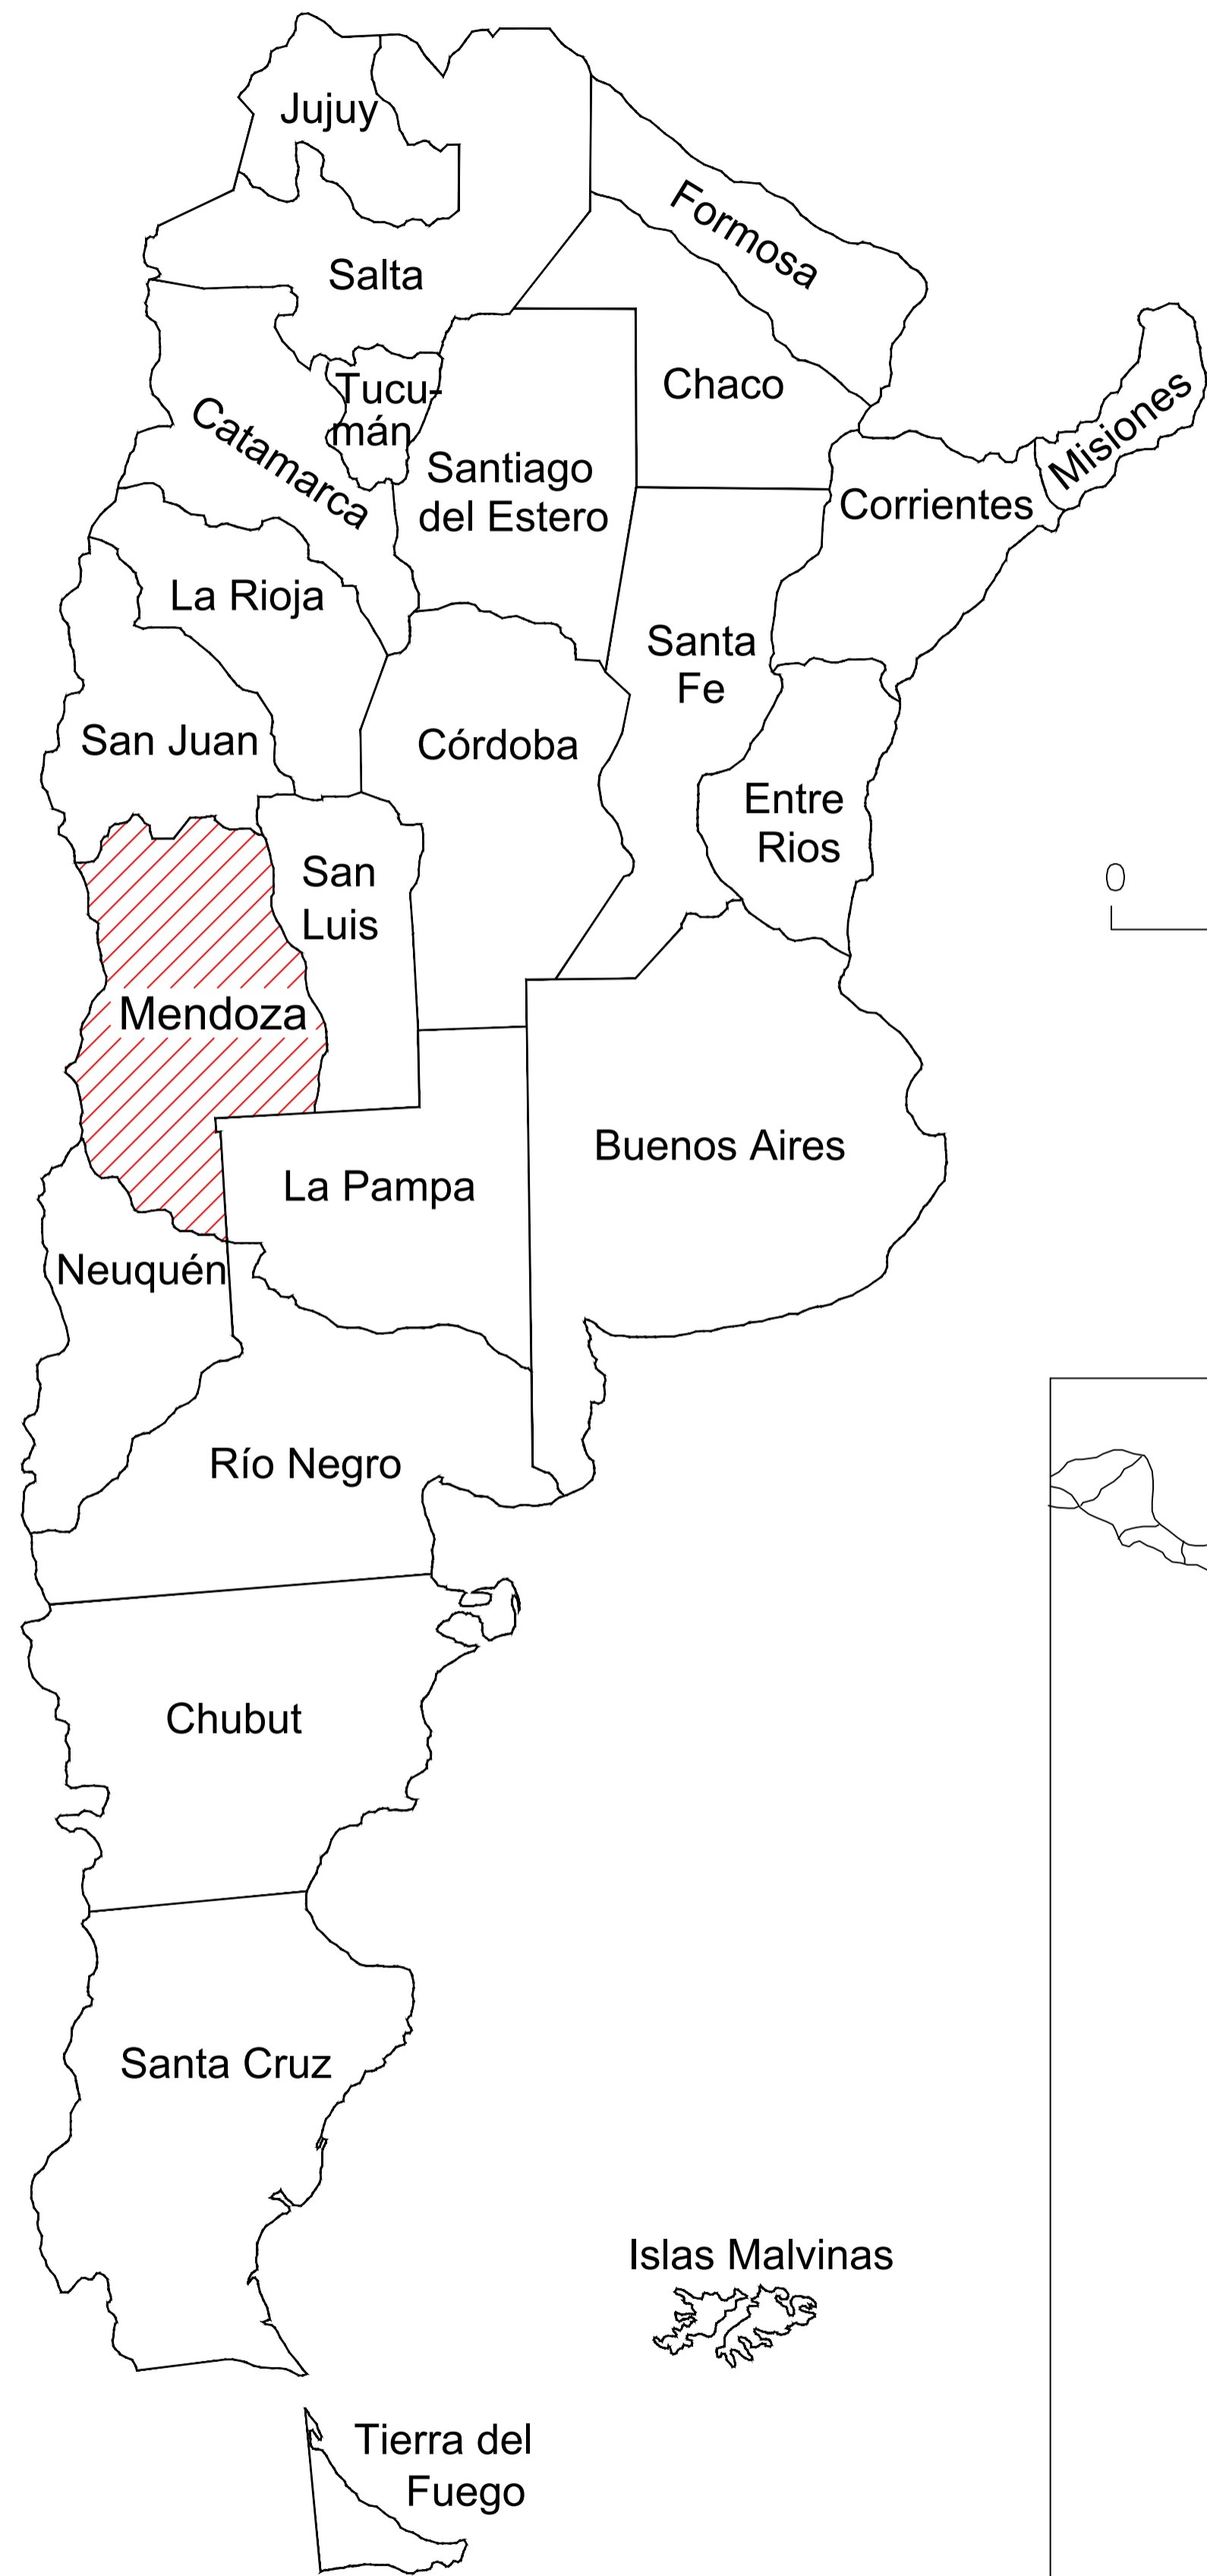 Jujuy
Formosa
Salta
Chaco
Tucu-
mán
Misiones
Catamarca
Santiago
del Estero
Corrientes
La Rioja
Santa
Fe
San Juan
Córdoba
Entre
Rios
San
Luis
0
Mendoza
Buenos Aires
La Pampa
Neuquén
Río Negro
Chubut
Santa Cruz
Islas Malvinas
Tierra del
Fuego